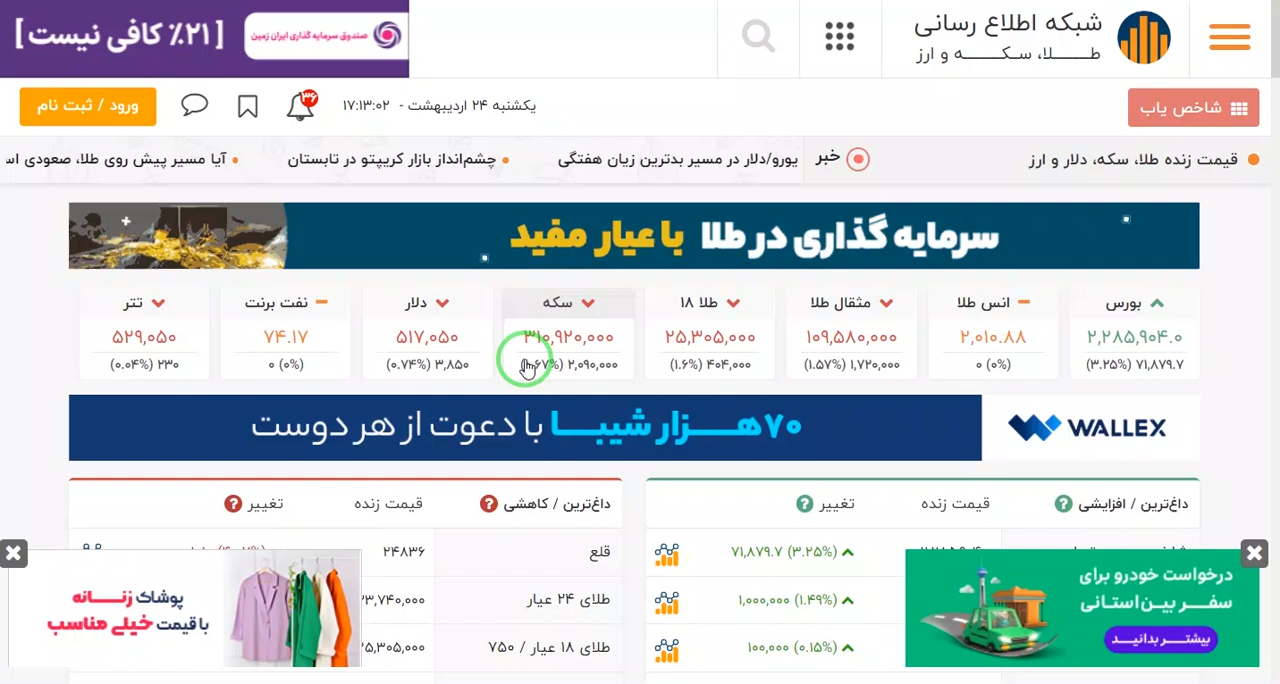 شبکه اطلاع رسانی
طلا، سکه و ارز
صندوق سرمایه گذاری ایران زمین
[۲۱٪ کافی نیست]
شاخص یاب
یکشنبه ۲۴ اردیبهشت - ۱۷:۱۳:۰۲
۳۶
ورود / ثبت نام
قیمت زنده طلا، سکه، دلار و ارز
خبر
یورو/دلار در مسیر بدترین زیان هفتگی
چشم‌انداز بازار کریپتو در تابستان
آیا مسیر پیش روی طلا، صعودی
سرمایه گذاری در طلا با عیار مفید
بورس
۲,۲۸۵,۹۰۴.۰
(۳.۲۵%) ۷۱,۸۷۹.۷
انس طلا
۲,۰۱۰.۸۸
(۰%) ۰
مثقال طلا
۱۰۹,۵۸۰,۰۰۰
(۱.۵۷%) ۱,۷۲۰,۰۰۰
طلا ۱۸
۲۵,۳۰۵,۰۰۰
(۱.۶%) ۴۰۴,۰۰۰
سکه
۳۱۰,۹۲۰,۰۰۰
۲,۰۹۰,۰۰۰
دلار
۵۱۷,۰۵۰
(۰.۷۴%) ۳,۸۵۰
نفت برنت
۷۴.۱۷
(۰%) ۰
تتر
۵۲۹,۰۵۰
(۰.۰۴%) ۲۳۰
WALLEX
۷۰هزار شیبا با دعوت از هر دوست
داغ‌ترین / افزایشی ?
قیمت زنده
تغییر ?
(۳.۲۵%) ۷۱,۸۷۹.۷
(۱.۴۹%) ۱,۰۰۰,۰۰۰
(۰.۱۵%) ۱۰۰,۰۰۰
داغ‌ترین / کاهشی ?
قیمت زنده
تغییر ?
قلع
۲۴۸۳۶
طلای ۲۴ عیار
طلای ۱۸ عیار / ۷۵۰
درخواست خودرو برای
سفر بین‌استانی
بیشتر بدانید
پوشاک زنانه
با قیمت خیلی مناسب